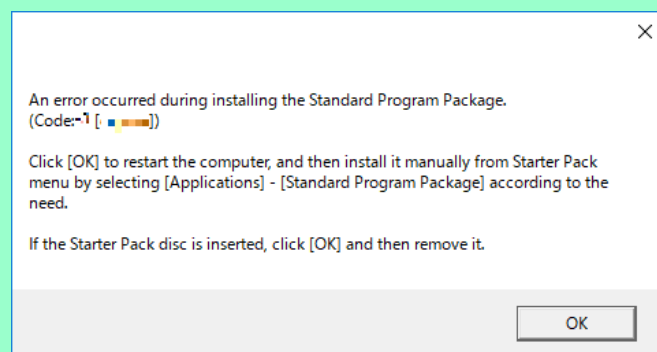 An error occurred during installing the Standard Program Package.
(Code:-1 [
])
Click [OK] to restart the computer, and then install it manually from Starter Pack
menu by selecting [Applications] - [Standard Program Package] according to the
need.
If the Starter Pack disc is inserted, click [OK] and then remove it.
OK